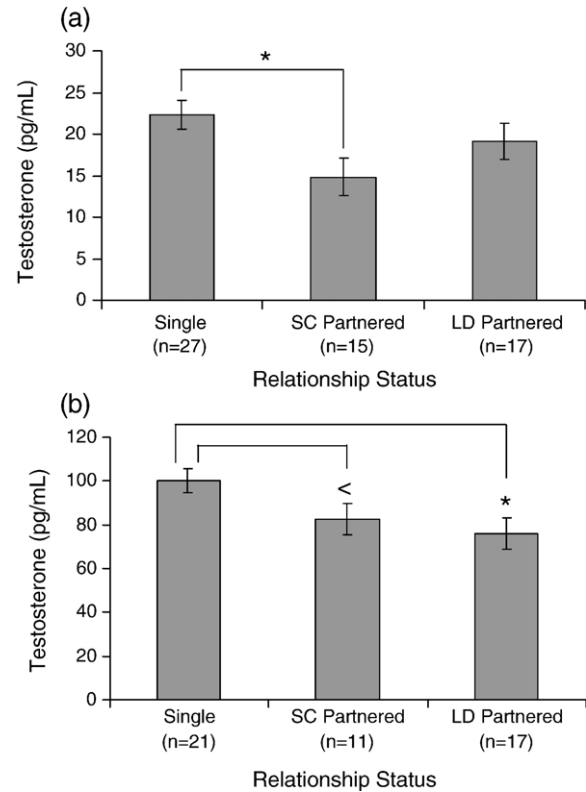 (a)
Testosterone (pg/mL)
30
25
20
15
10
5
0
*
Single
(n=27)
SC Partnered
(n=15)
LD Partnered
(n=17)
Relationship Status
(b)
Testosterone (pg/mL)
120
100
80
60
40
20
0
<
*
Single
(n=21)
SC Partnered
(n=11)
LD Partnered
(n=17)
Relationship Status